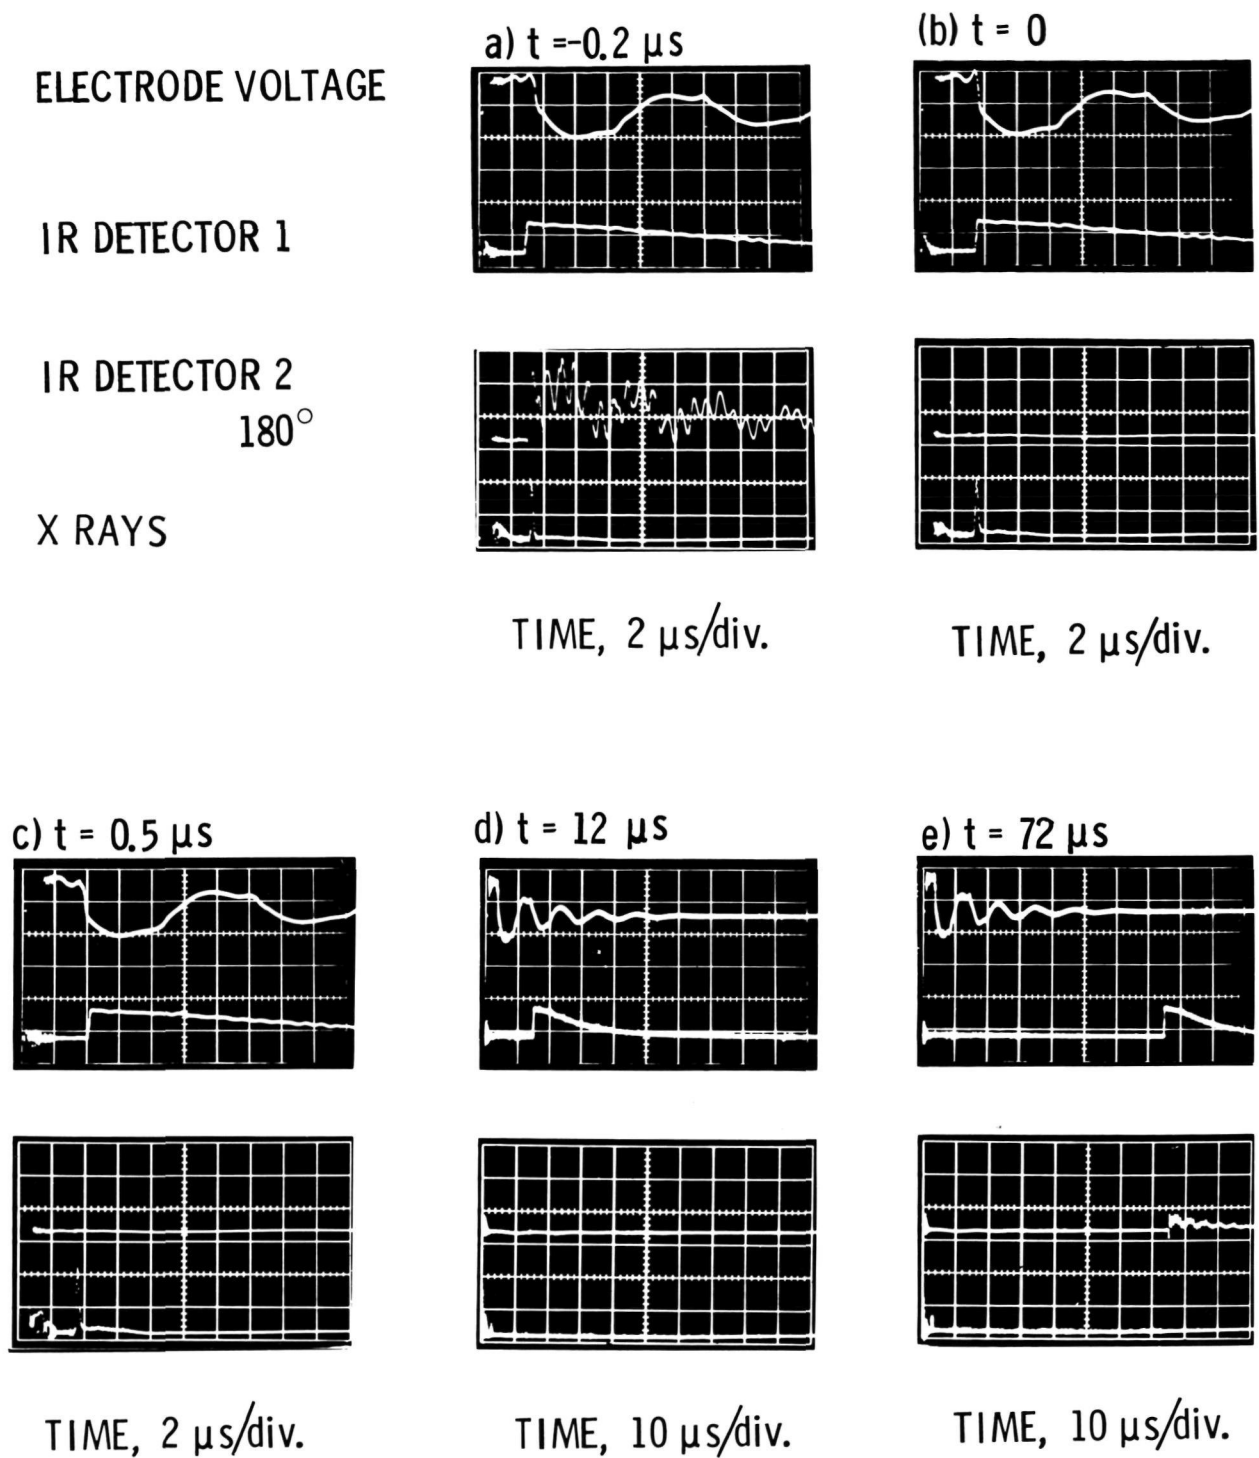 a) t =-0.2 μs
(b) t = 0
ELECTRODE VOLTAGE
IR DETECTOR 1
IR DETECTOR 2
180°
X RAYS
TIME, 2 μs/div.
TIME, 2 μs/div.
c) t = 0.5 μs
d) t = 12 μs
e) t = 72 μs
TIME, 2 μs/div.
TIME, 10 μs/div.
TIME, 10 μs/div.